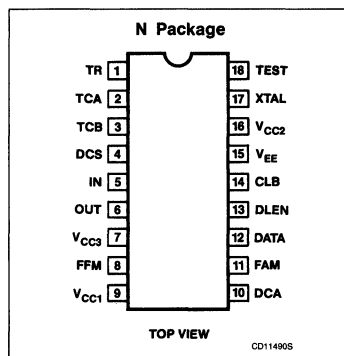 N Package
TR 1 18 TEST
TCA 2 17 XTAL
TCB 3 16 VCC2
DCS 4 15 VEE
IN 5 14 CLB
OUT 6 13 DLEN
VCC3 7 12 DATA
FFM 8 11 FAM
VCC1 9 10 DCA
TOP VIEW
CD11490S